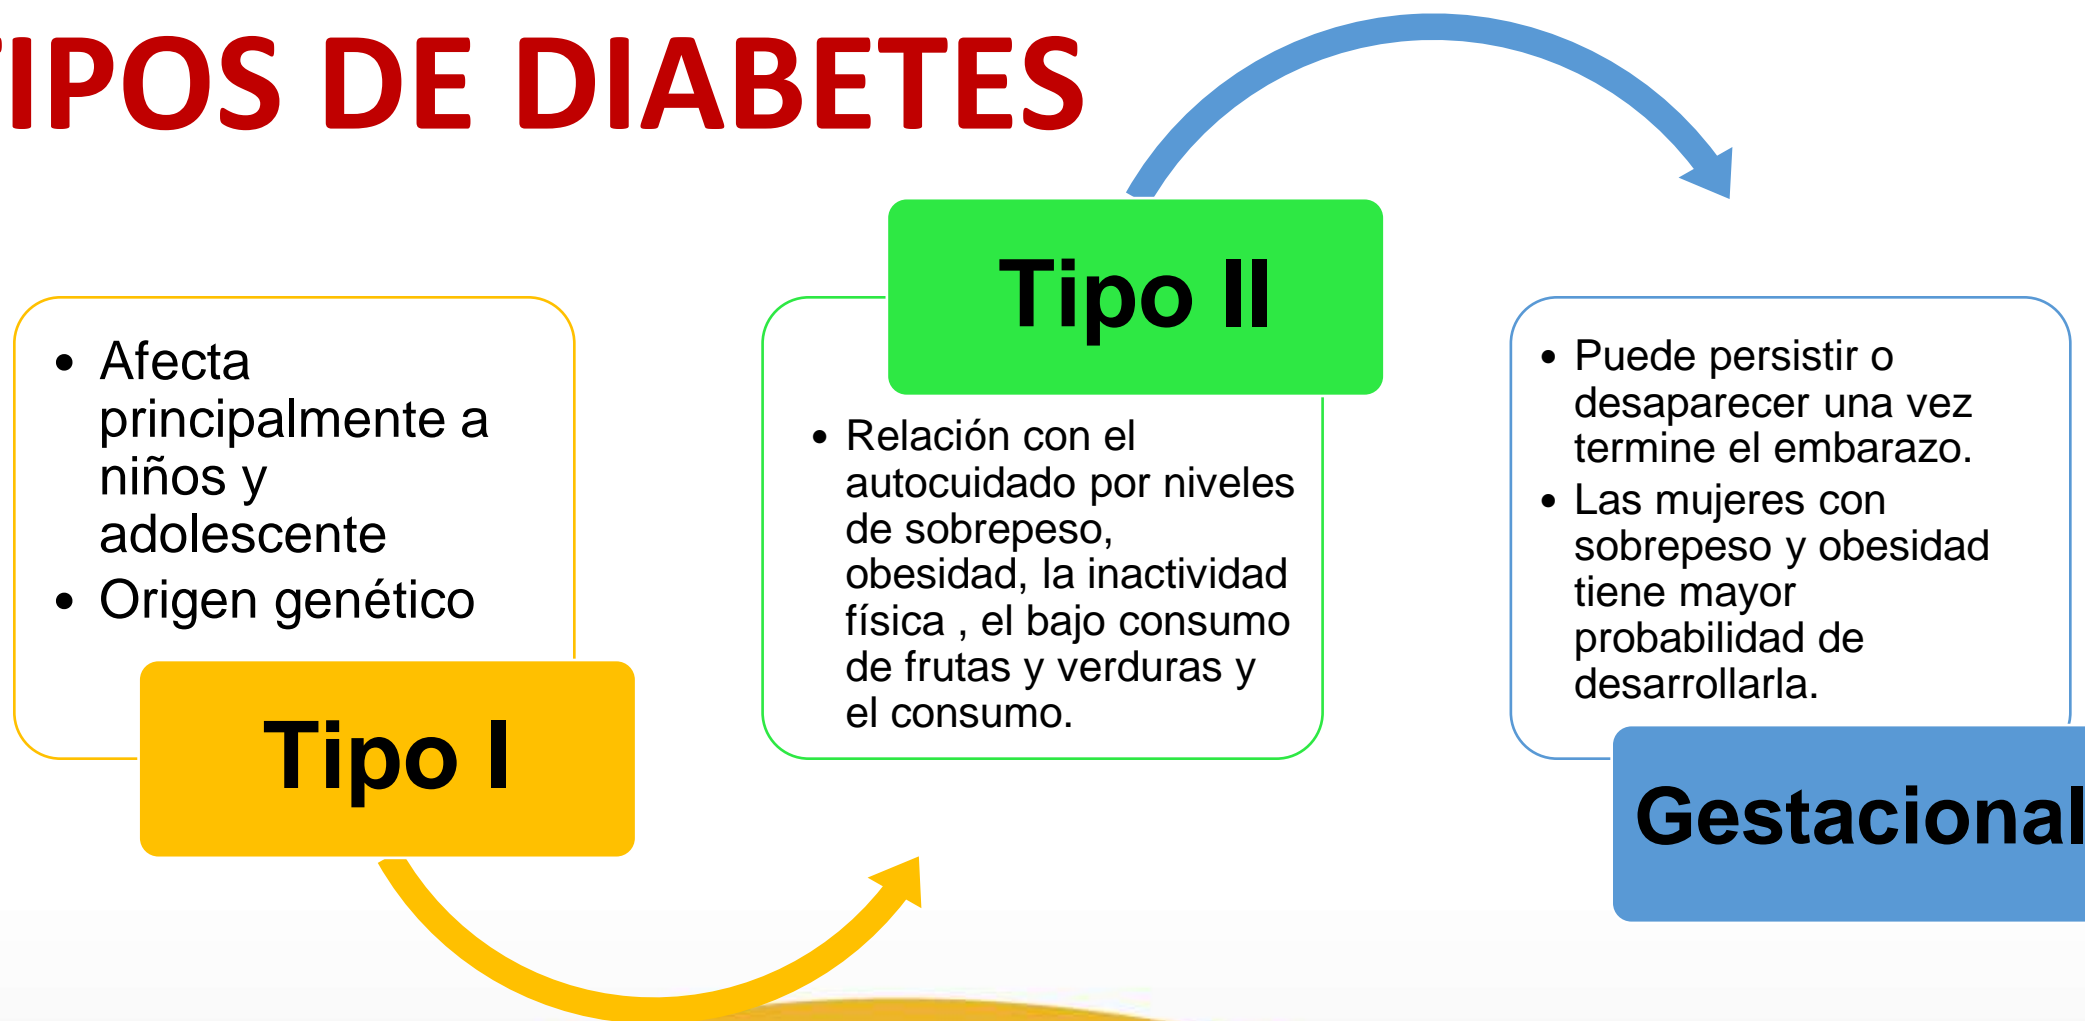 TIPOS DE DIABETES
• Afecta
principalmente a
niños y
adolescente
• Origen genético
Tipo I
Tipo II
• Relación con el
autocuidado por niveles
de sobrepeso,
obesidad, la inactividad
física , el bajo consumo
de frutas y verduras y
el consumo.
• Puede persistir o
desaparecer una vez
termine el embarazo.
• Las mujeres con
sobrepeso y obesidad
tiene mayor
probabilidad de
desarrollarla.
Gestacional